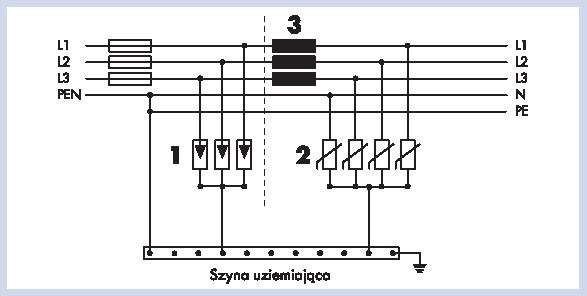 3
L1 L1
L2 L2
L3 L3
PEN N
PE
1 2
Szyna uziemiająca